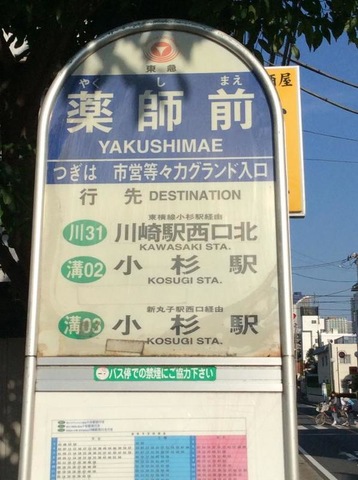 酒屋
東急
やく し まえ
薬師前
YAKUSHIMAE
つぎは 市営等々力グランド入口
行先 DESTINATION
東横線小杉駅経由
川31 川崎駅西口北
KAWASAKI STA.
溝02 小杉駅
KOSUGI STA.
新丸子駅西口経由
溝03 小杉駅
KOSUGI STA.
バス停での禁煙にご協力下さい